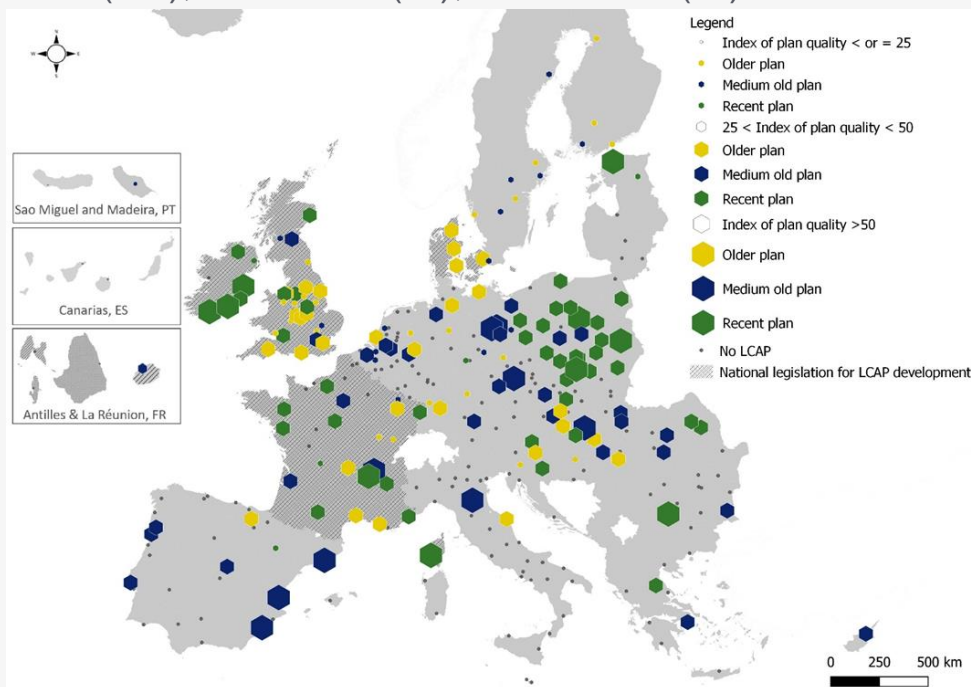 N
W
E
S
Legend
Index of plan quality < or = 25
Older plan
Medium old plan
Recent plan
25 < Index of plan quality < 50
Older plan
Medium old plan
Recent plan
Index of plan quality >50
Older plan
Medium old plan
Recent plan
No LCAP
National legislation for LCAP development
Sao Miguel and Madeira, PT
Canarias, ES
Antilles & La Réunion, FR
0 250 500 km